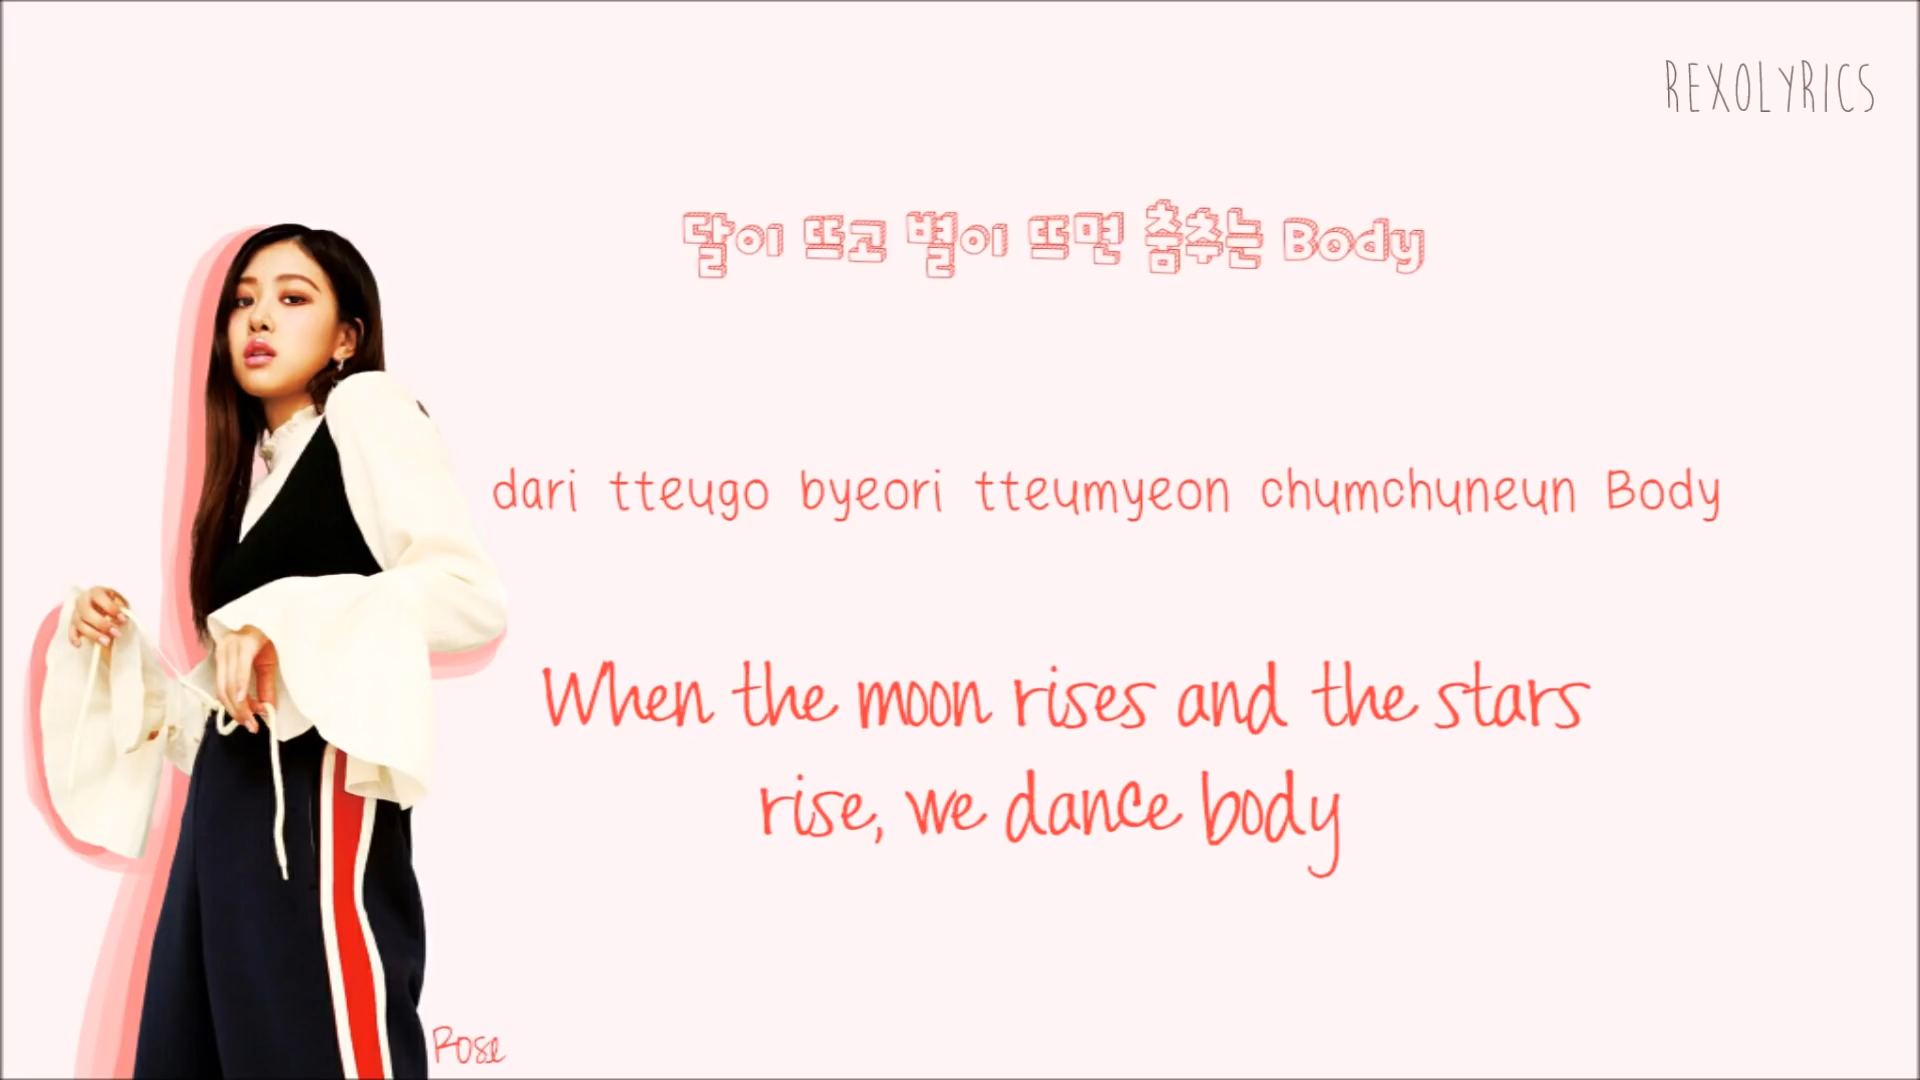 REXOLYRICS
달이 뜨고 별이 뜨면 춤추는 Body
dari tteugo byeori tteumyeon chumchuneun Body
When the moon rises and the stars
rise, we dance body
Rose